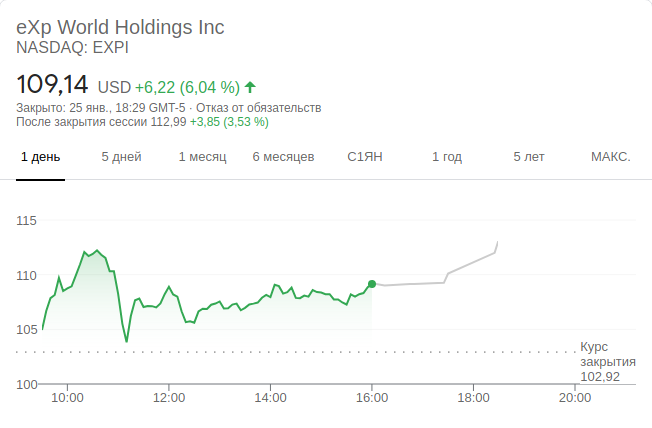 eXp World Holdings Inc
NASDAQ: EXPI
109,14 USD +6,22 (6,04 %)
Закрыто: 25 янв., 18:29 GMT-5 · Отказ от обязательств
После закрытия сессии 112,99 +3,85 (3,53 %)
1 день 5 дней 1 месяц 6 месяцев С1ЯН 1 год 5 лет МАКС.
115
110
105
Курс
закрытия
102,92
100
10:00 12:00 14:00 16:00 18:00 20:00